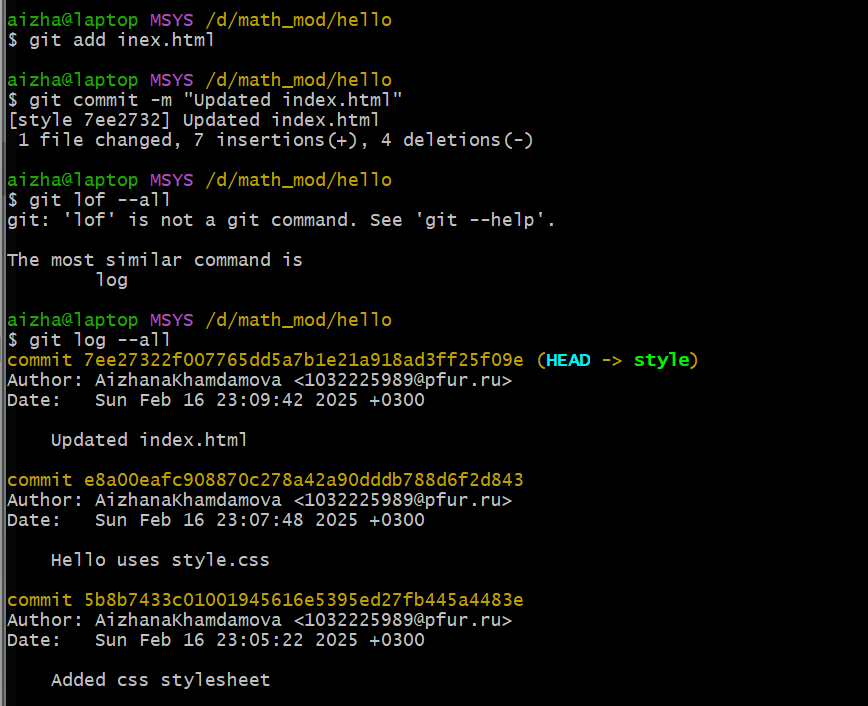 aizha@laptop MSYS /d/math_mod/hello
$ git add inex.html
aizha@laptop MSYS /d/math_mod/hello
$ git commit -m "Updated index.html"
[style 7ee2732] Updated index.html
 1 file changed, 7 insertions(+), 4 deletions(-)
aizha@laptop MSYS /d/math_mod/hello
$ git lof --all
git: 'lof' is not a git command. See 'git --help'.
The most similar command is
        log
aizha@laptop MSYS /d/math_mod/hello
$ git log --all
commit 7ee27322f007765dd5a7b1e21a918ad3ff25f09e (HEAD -> style)
Author: AizhanaKhamdamova <1032225989@pfur.ru>
Date:   Sun Feb 16 23:09:42 2025 +0300
    Updated index.html
commit e8a00eafc908870c278a42a90dddb788d6f2d843
Author: AizhanaKhamdamova <1032225989@pfur.ru>
Date:   Sun Feb 16 23:07:48 2025 +0300
    Hello uses style.css
commit 5b8b7433c01001945616e5395ed27fb445a4483e
Author: AizhanaKhamdamova <1032225989@pfur.ru>
Date:   Sun Feb 16 23:05:22 2025 +0300
    Added css stylesheet